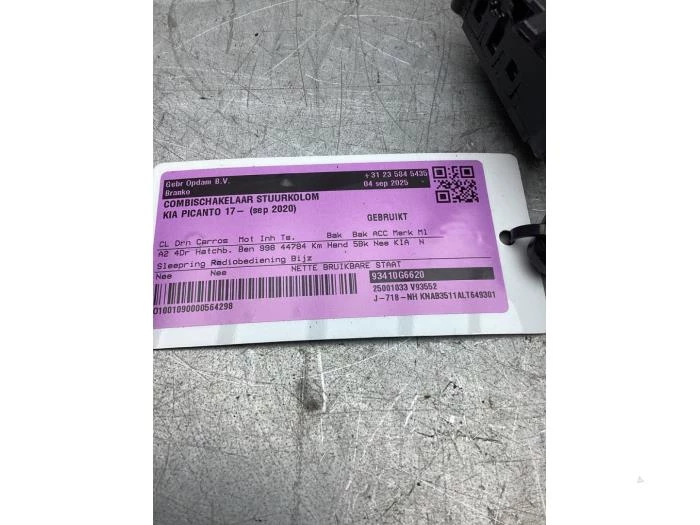 Gebr Opdam B.V. +31 23 584 5435
Branko 04 sep 2025
COMBISCHAKELAAR STUURKOLOM
KIA PICANTO 17- (sep 2020)
GEBRUIKT
CL Drn Carros Mot Inh Ts. Bak Bak ACC Merk Ml
A2 4Dr Hatchb. Ben 998 44784 Km Hand 5Bk Nee KIA N
Sleepring Radiobediening Bijz
Nee Nee NETTE BRUIKBARE STAAT
93410G6620
25001033 V93552
J-718-NH KNAB3511ALT649301
01001090000564298